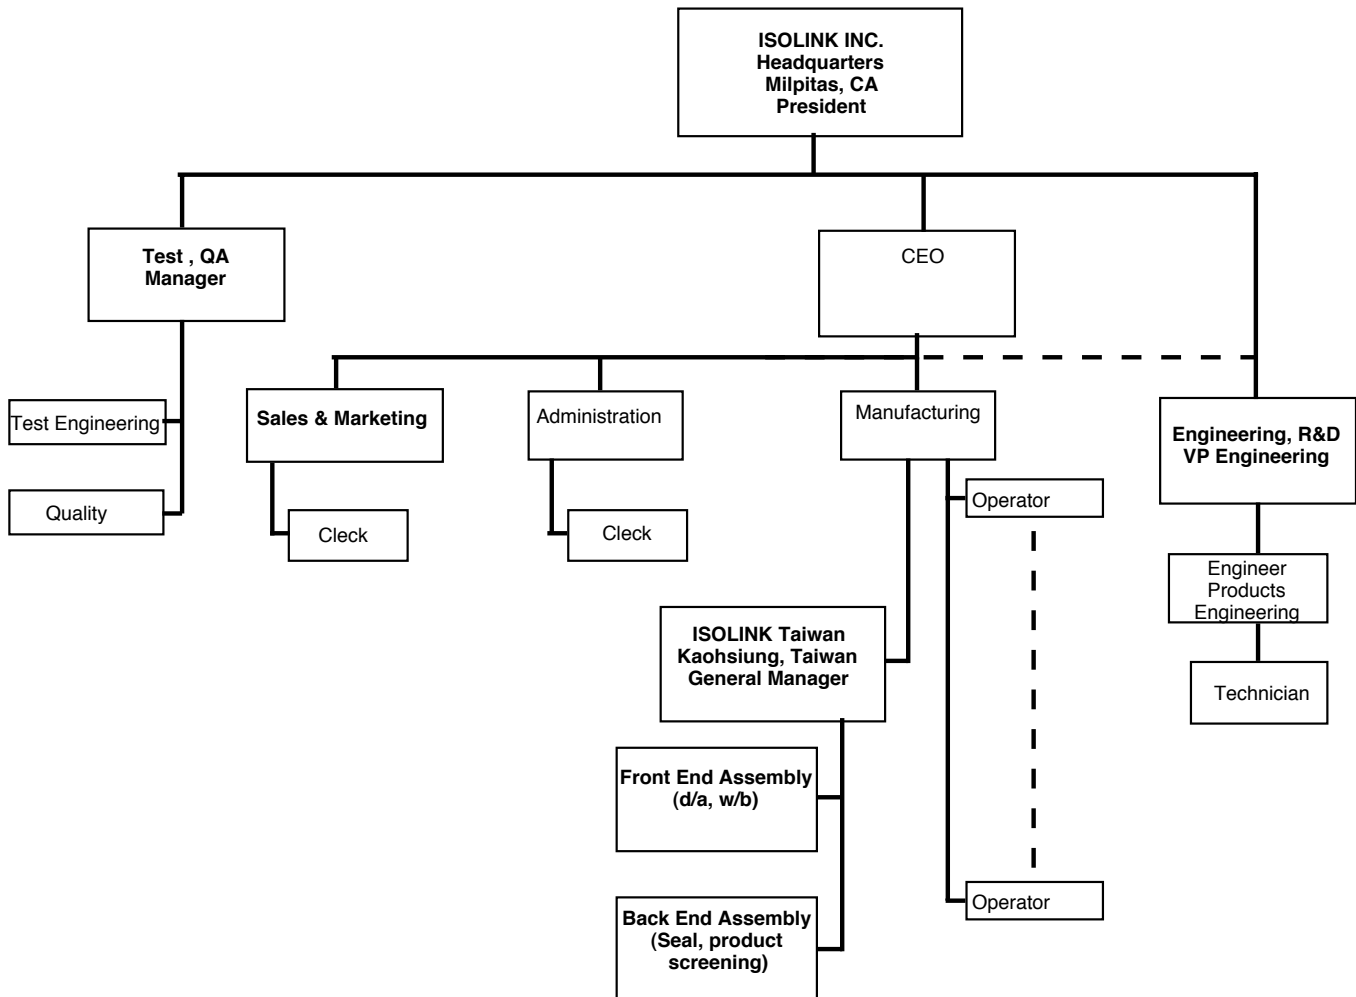 ISOLINK INC.
Headquarters
Milpitas, CA
President
Test , QA
Manager
CEO
Test Engineering
Quality
Sales & Marketing
Cleck
Administration
Cleck
Manufacturing
Operator
Operator
Engineering, R&D
VP Engineering
Engineer
Products
Engineering
Technician
ISOLINK Taiwan
Kaohsiung, Taiwan
General Manager
Front End Assembly
(d/a, w/b)
Back End Assembly
(Seal, product
screening)